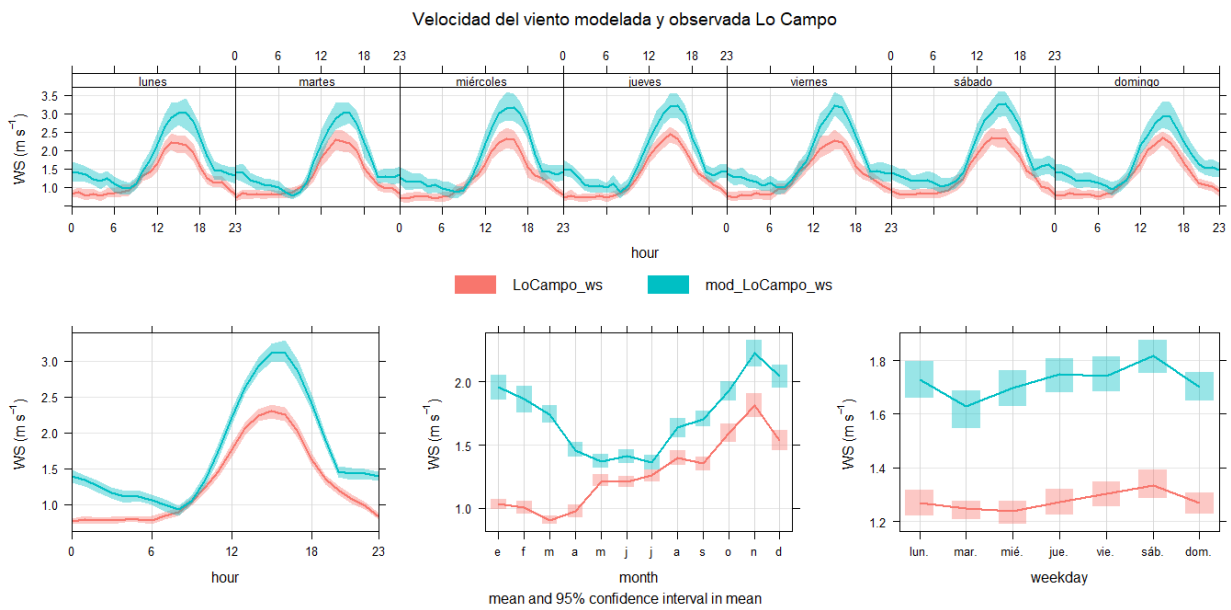 Velocidad del viento modelada y observada Lo Campo
0 6 12 18 23 0 6 12 18 23 0 6 12 18 23
lunes martes miércoles jueves viernes sábado domingo
3.5
3.0
2.5
2.0
1.5
1.0
WS (m s⁻¹)
0 6 12 18 23 0 6 12 18 23 0 6 12 18 23 0 6 12 18 23
hour
LoCampo_ws mod_LoCampo_ws
3.0
2.5
2.0
1.5
1.0
WS (m s⁻¹)
0 6 12 18 23
hour
2.0
1.5
1.0
WS (m s⁻¹)
e f m a m j j a s o n d
month
1.8
1.6
1.4
1.2
WS (m s⁻¹)
lun. mar. mié. jue. vie. sáb. dom.
weekday
mean and 95% confidence interval in mean